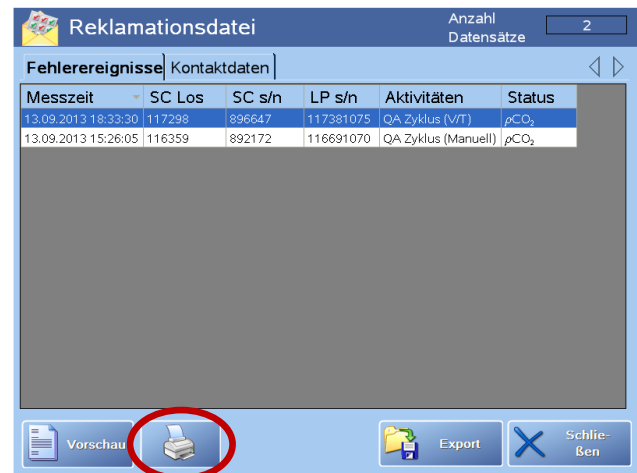 Reklamationsdatei
Anzahl
Datensätze
2
Fehlerereignisse Kontaktdaten
Messzeit SC Los SC s/n LP s/n Aktivitäten Status
13.09.2013 18:33:30 117298 896647 117381075 QA Zyklus (V/T) pCO₂
13.09.2013 15:26:05 116359 892172 116691070 QA Zyklus (Manuell) pCO₂
Vorschau
Export
Schlie-
ßen